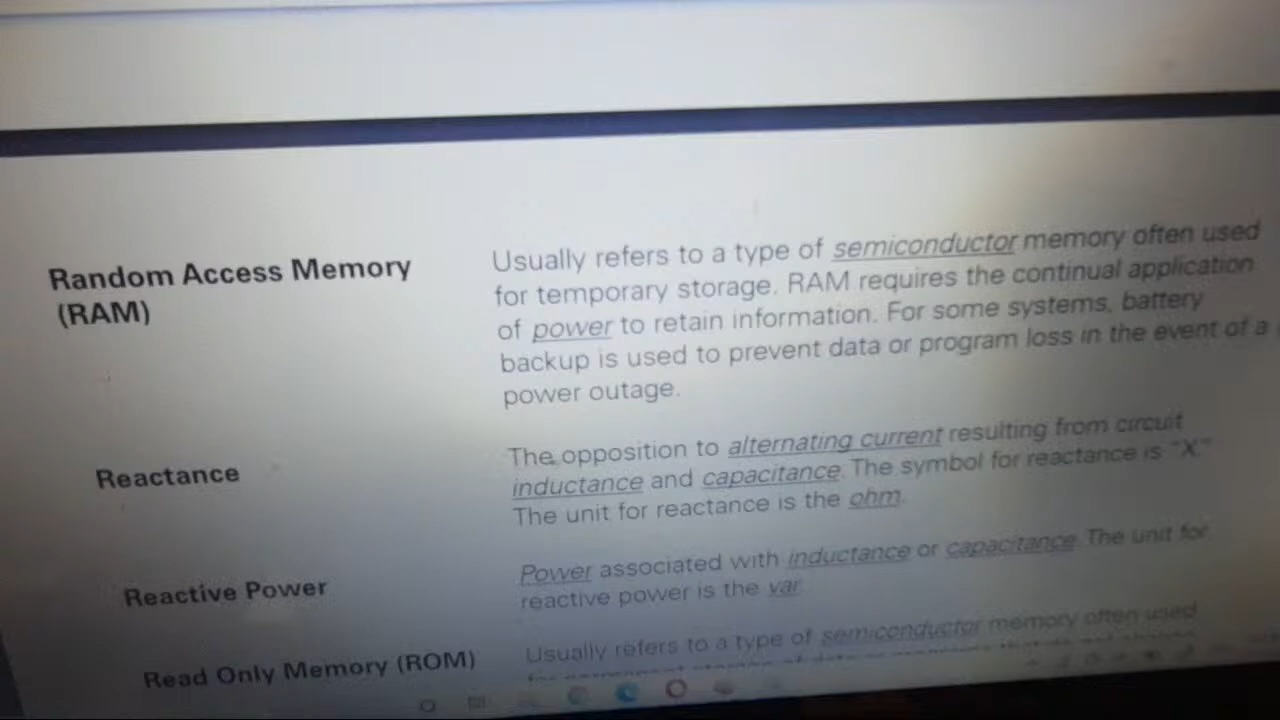 Random Access Memory
(RAM)
Usually refers to a type of semiconductor memory often used
for temporary storage. RAM requires the continual application
of power to retain information. For some systems, battery
backup is used to prevent data or program loss in the event of a
power outage.
Reactance
The opposition to alternating current resulting from circuit
inductance and capacitance. The symbol for reactance is "X."
The unit for reactance is the ohm.
Reactive Power
Power associated with inductance or capacitance. The unit for
reactive power is the var.
Read Only Memory (ROM)
Usually refers to a type of semiconductor memory often used